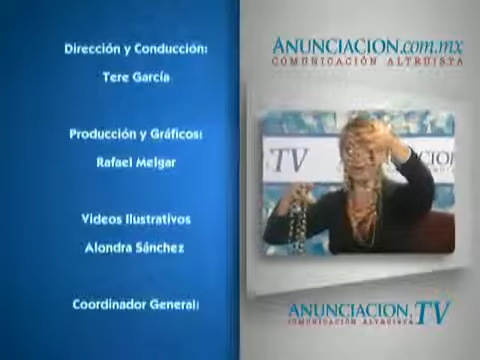 Dirección y Conducción:
Tere García
Producción y Gráficos:
Rafael Melgar
Videos Ilustrativos
Alondra Sánchez
Coordinador General:
ANUNCIACION.com.mx
COMUNICACIÓN ALTRUISTA
TV
CION
ANUNCIACION.TV
COMUNICACIÓN ALTRUISTA